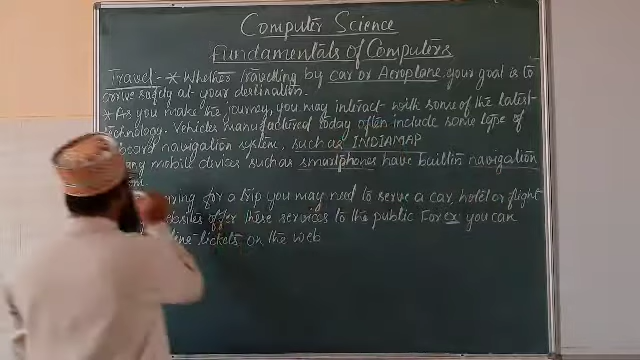 Computer Science
Fundamentals of Computers
Travel - * Whether travelling by car or Aeroplane, your goal is to
arrive safety at your destination.
* As you make the journey, you may interact with some of the latest
technology. Vehicles manufactured today often include some type of
board navigation system, such as INDIAMAP
mobile devices such as smartphones have builtin navigation
for a trip you may need to serve a car, hotel or flight
offer these services to the public For ex you can
tickets on the web